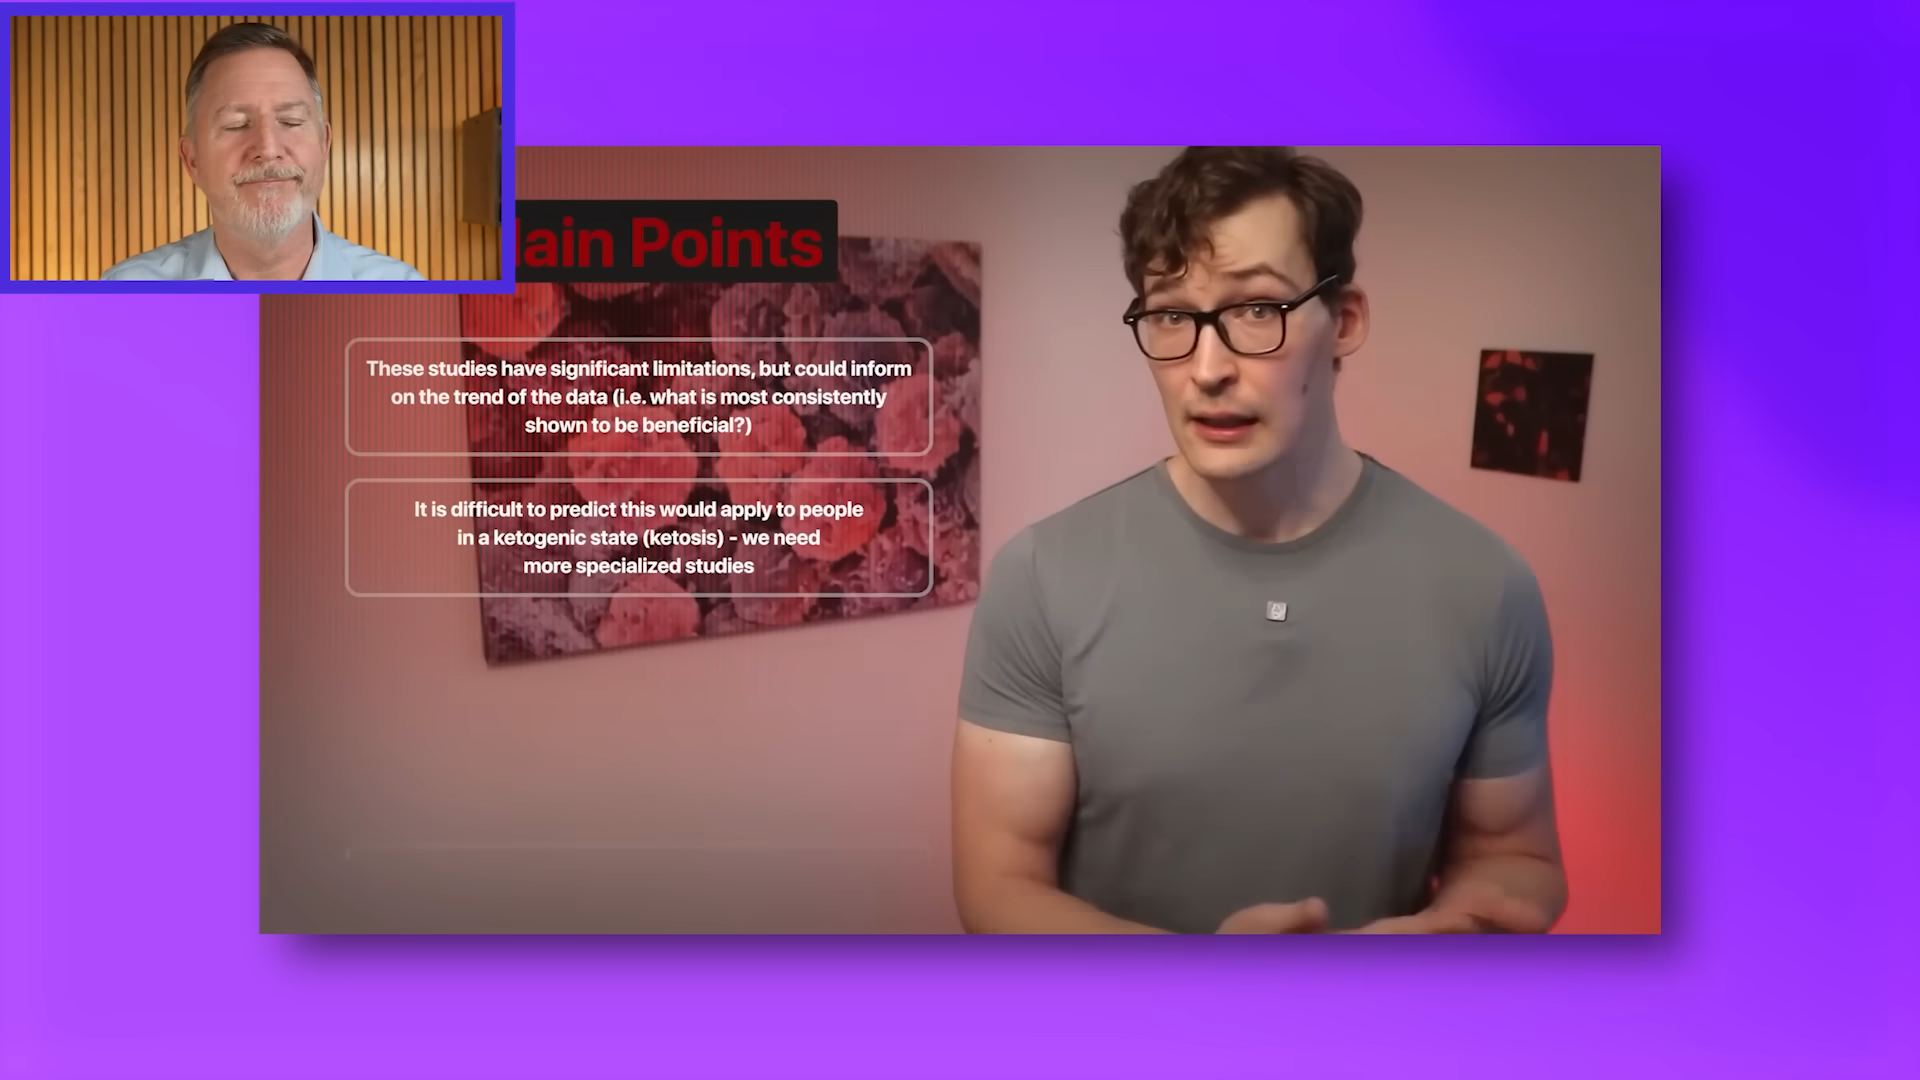 ain Points
These studies have significant limitations, but could inform
on the trend of the data (i.e. what is most consistently
shown to be beneficial?)
It is difficult to predict this would apply to people
in a ketogenic state (ketosis) - we need
more specialized studies